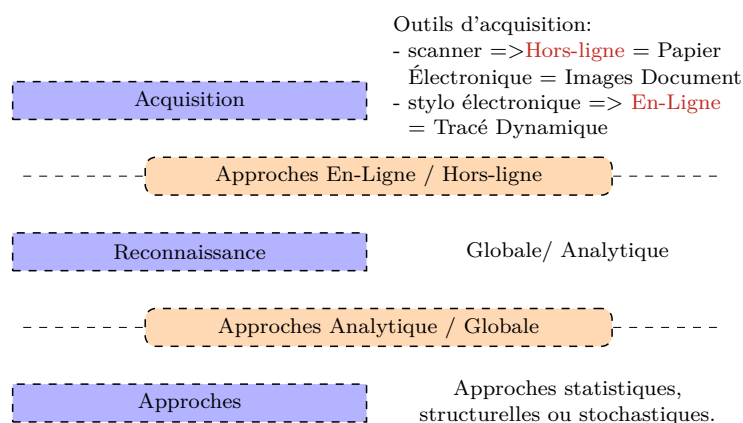 Outils d'acquisition:
- scanner =>Hors-ligne = Papier
Électronique = Images Document
- stylo électronique => En-Ligne
= Tracé Dynamique
Acquisition
Approches En-Ligne / Hors-ligne
Reconnaissance
Globale/ Analytique
Approches Analytique / Globale
Approches
Approches statistiques,
structurelles ou stochastiques.